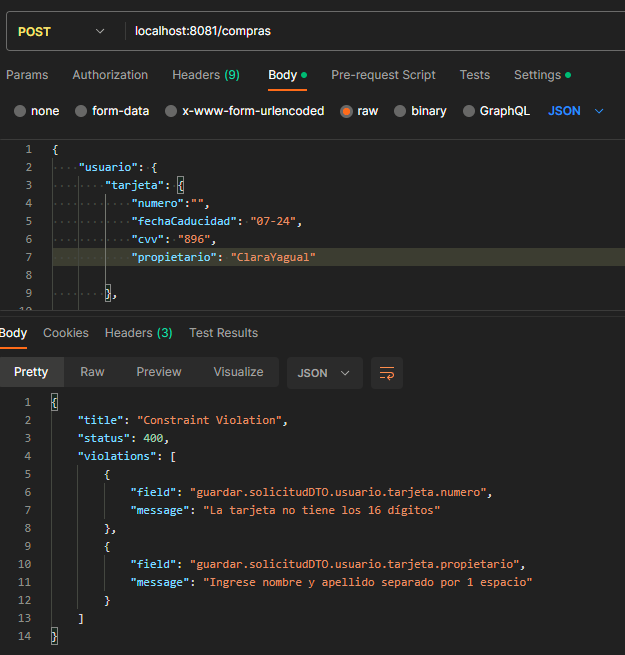 POST localhost:8081/compras
Params Authorization Headers (9) Body Pre-request Script Tests Settings
none form-data x-www-form-urlencoded raw binary GraphQL JSON
1 {
2 "usuario": {
3 "tarjeta": {
4 "numero":"",
5 "fechaCaducidad": "07-24",
6 "cvv": "896",
7 "propietario": "ClaraYagual"
8
9 },
Body Cookies Headers (3) Test Results
Pretty Raw Preview Visualize JSON
1 {
2 "title": "Constraint Violation",
3 "status": 400,
4 "violations": [
5 {
6 "field": "guardar.solicitudDTO.usuario.tarjeta.numero",
7 "message": "La tarjeta no tiene los 16 dígitos"
8 },
9 {
10 "field": "guardar.solicitudDTO.usuario.tarjeta.propietario",
11 "message": "Ingrese nombre y apellido separado por 1 espacio"
12 }
13 ]
14 }